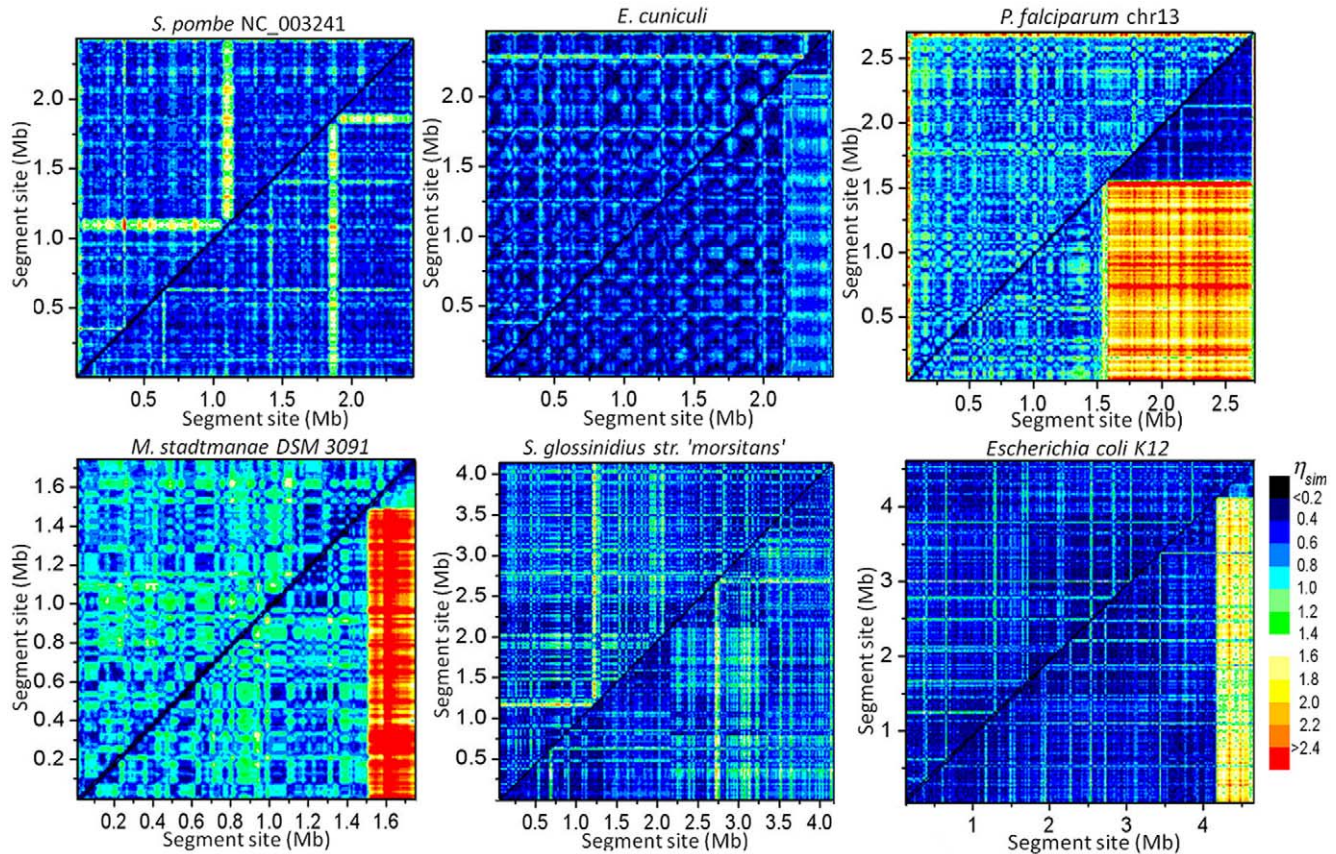 S. pombe NC_003241
E. cuniculi
P. falciparum chr13
Segment site (Mb)
2.0
1.5
1.0
0.5
0.5 1.0 1.5 2.0
Segment site (Mb)
Segment site (Mb)
2.0
1.5
1.0
0.5
0.5 1.0 1.5 2.0
Segment site (Mb)
Segment site (Mb)
2.5
2.0
1.5
1.0
0.5
0.5 1.0 1.5 2.0 2.5
Segment site (Mb)
M. stadtmanae DSM 3091
S. glossinidius str. 'morsitans'
Escherichia coli K12
Segment site (Mb)
1.6
1.4
1.2
1.0
0.8
0.6
0.4
0.2
0.2 0.4 0.6 0.8 1.0 1.2 1.4 1.6
Segment site (Mb)
Segment site (Mb)
4.0
3.5
3.0
2.5
2.0
1.5
1.0
0.5
0.5 1.0 1.5 2.0 2.5 3.0 3.5 4.0
Segment site (Mb)
Segment site (Mb)
4
3
2
1
1 2 3 4
Segment site (Mb)
ηsim
<0.2
0.4
0.6
0.8
1.0
1.2
1.4
1.6
1.8
2.0
2.2
>2.4